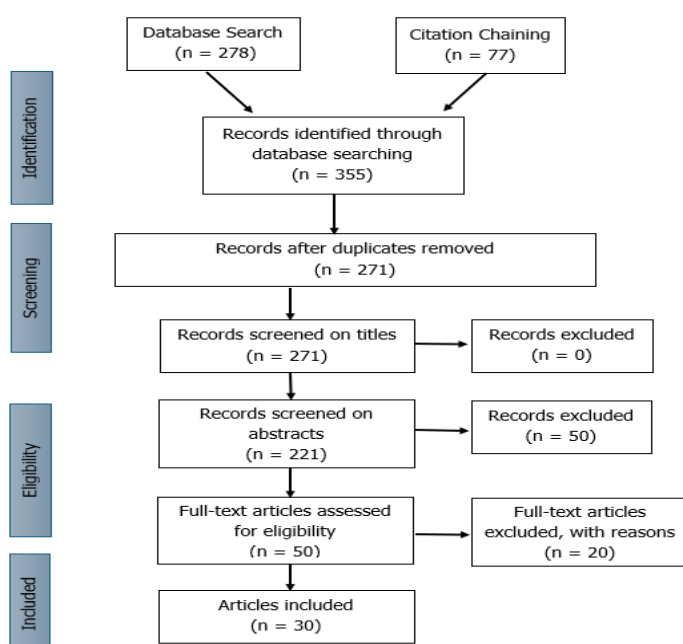 Database Search
(n = 278)
Citation Chaining
(n = 77)
Identification
Records identified through
database searching
(n = 355)
Screening
Records after duplicates removed
(n = 271)
Records screened on titles
(n = 271)
Records excluded
(n = 0)
Eligibility
Records screened on
abstracts
(n = 221)
Records excluded
(n = 50)
Full-text articles assessed
for eligibility
(n = 50)
Full-text articles
excluded, with reasons
(n = 20)
Included
Articles included
(n = 30)